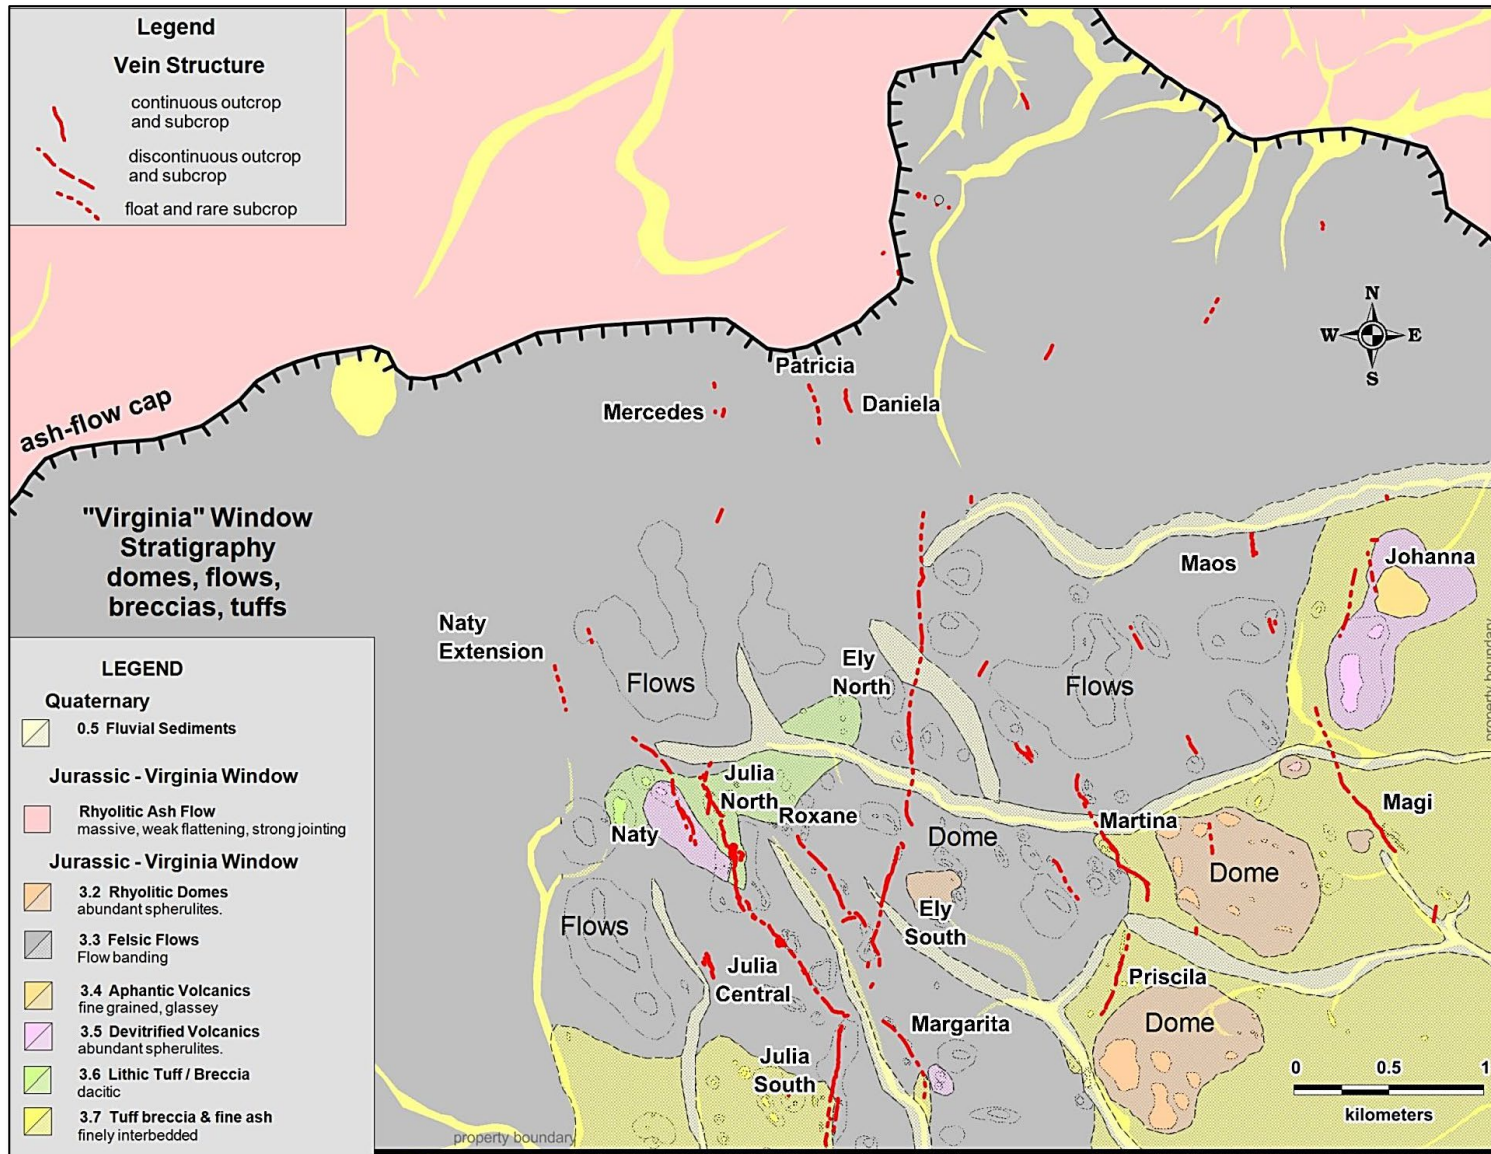 Legend
Vein Structure
continuous outcrop
and subcrop
discontinuous outcrop
and subcrop
float and rare subcrop
N
W
E
S
Patricia
Mercedes
Daniela
ash-flow cap
"Virginia" Window
Stratigraphy
domes, flows,
breccias, tuffs
Maos
Johanna
Naty
Extension
Ely
North
Flows
Flows
property boundary
Julia
North
Roxane
Naty
Dome
Martina
Magi
Dome
Flows
Ely
South
Julia
Central
Priscila
Margarita
Dome
Julia
South
property boundary
0
0.5
1
kilometers
LEGEND
Quaternary
0.5 Fluvial Sediments
Jurassic - Virginia Window
Rhyolitic Ash Flow
massive, weak flattening, strong jointing
Jurassic - Virginia Window
3.2 Rhyolitic Domes
abundant spherulites.
3.3 Felsic Flows
Flow banding
3.4 Aphantic Volcanics
fine grained, glassey
3.5 Devitrified Volcanics
abundant spherulites.
3.6 Lithic Tuff / Breccia
dacitic
3.7 Tuff breccia & fine ash
finely interbedded